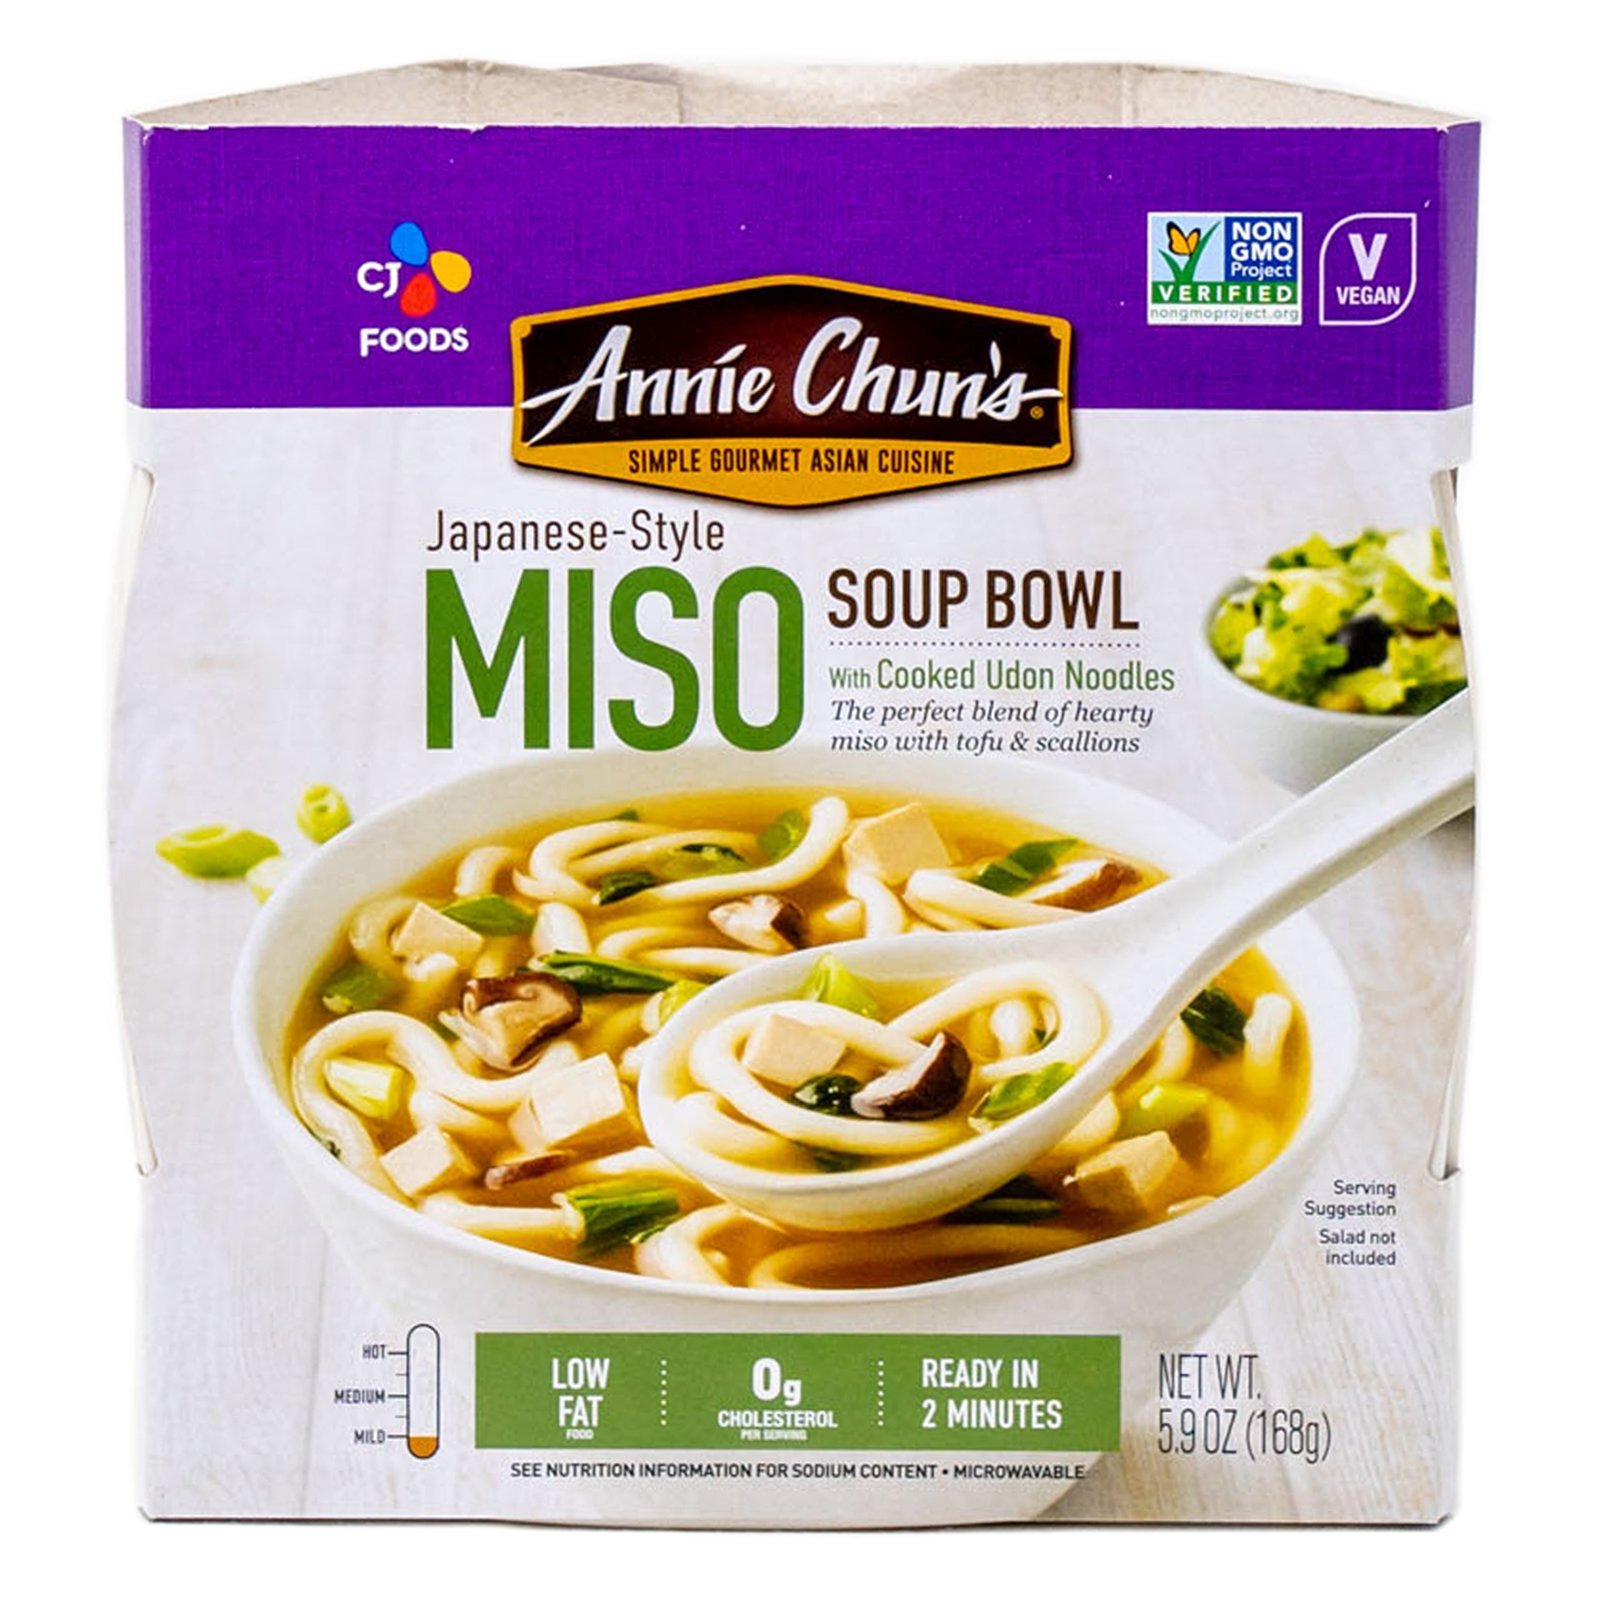 CJ
FOODS
NON
GMO
Project
VERIFIED
nongmoproject.org
V
VEGAN
Annie Chun's®
SIMPLE GOURMET ASIAN CUISINE
Japanese-Style
MISO
SOUP BOWL
With Cooked Udon Noodles
The perfect blend of hearty
miso with tofu & scallions
Serving
Suggestion
Salad not
included
HOT
MEDIUM
MILD
LOW
FAT
FOOD
0g
CHOLESTEROL
PER SERVING
READY IN
2 MINUTES
NET WT.
5.9 OZ (168g)
SEE NUTRITION INFORMATION FOR SODIUM CONTENT • MICROWAVABLE